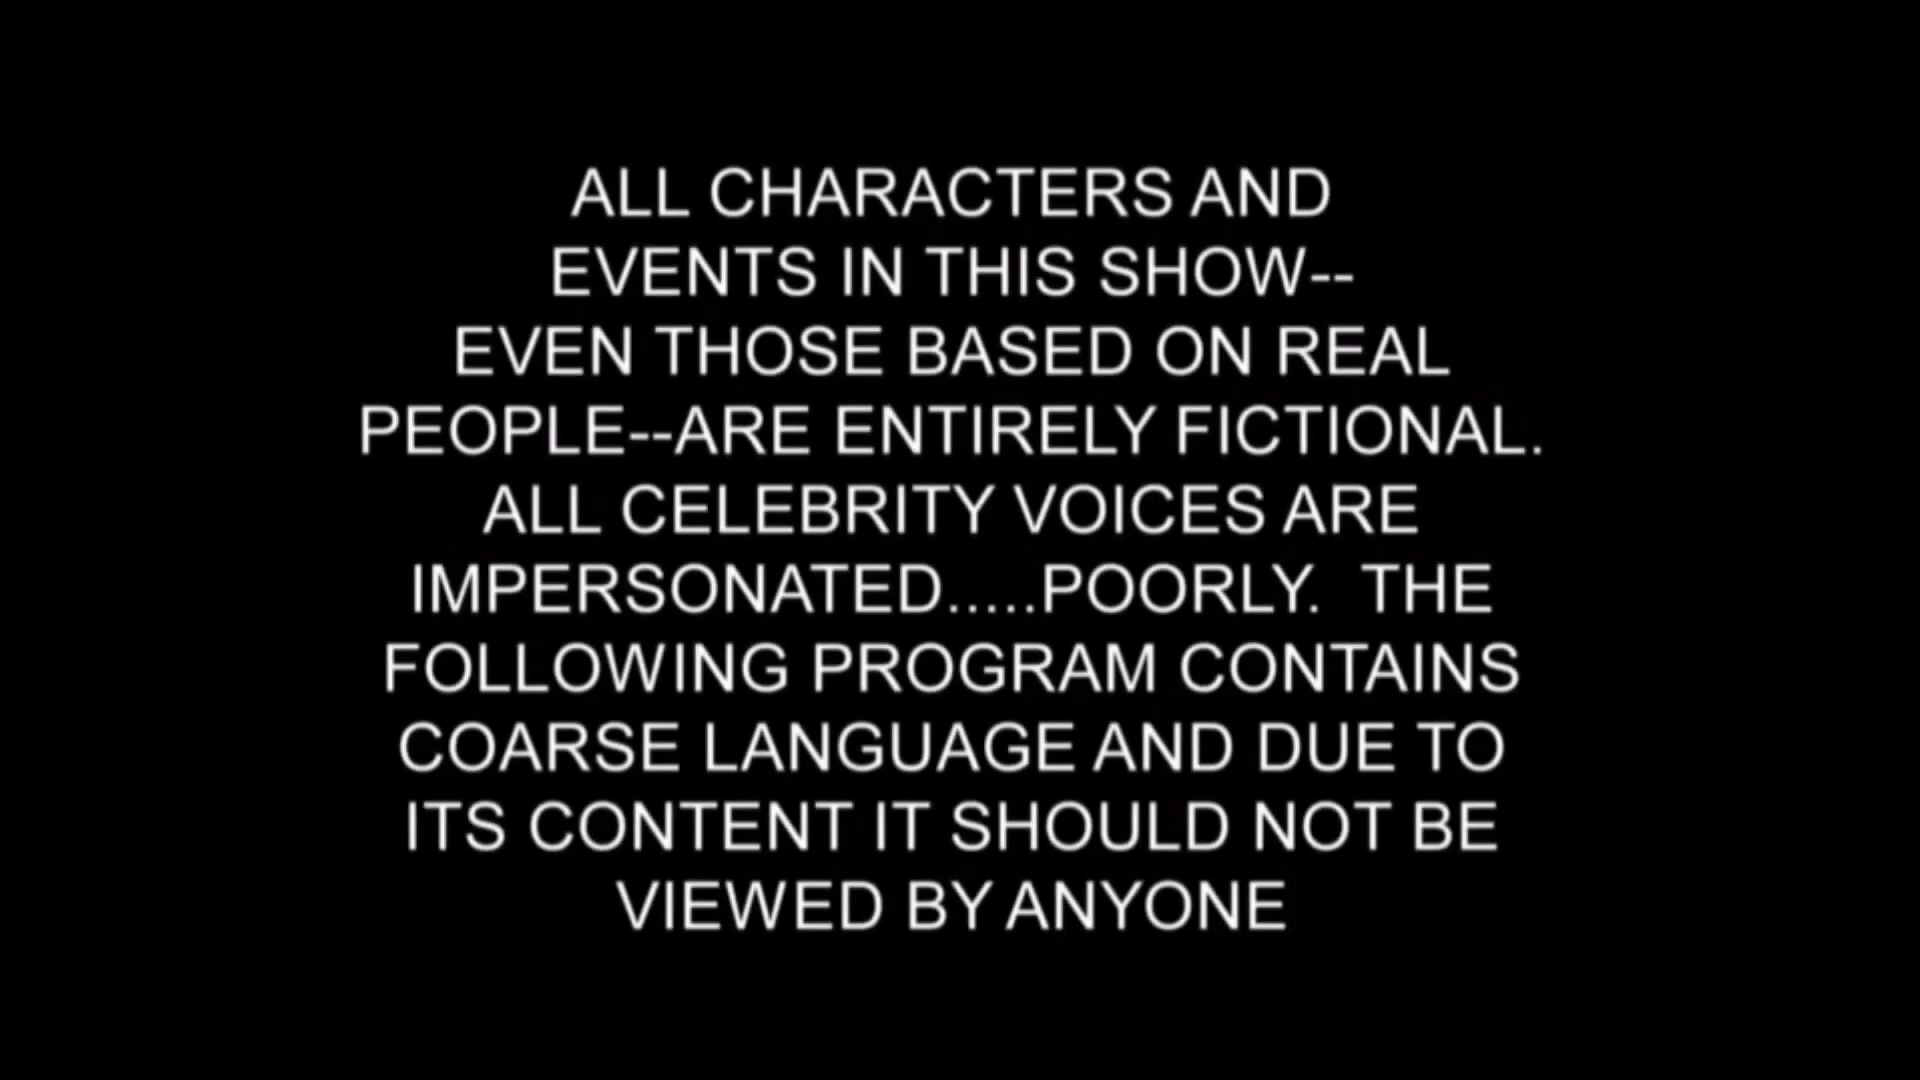 ALL CHARACTERS AND
EVENTS IN THIS SHOW--
EVEN THOSE BASED ON REAL
PEOPLE--ARE ENTIRELY FICTIONAL.
ALL CELEBRITY VOICES ARE
IMPERSONATED.....POORLY.  THE
FOLLOWING PROGRAM CONTAINS
COARSE LANGUAGE AND DUE TO
ITS CONTENT IT SHOULD NOT BE
VIEWED BY ANYONE